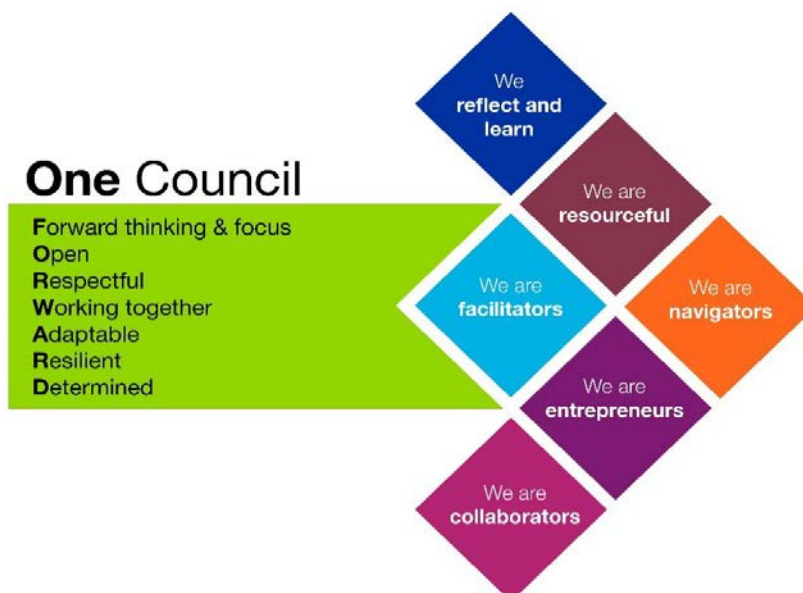 One Council
Forward thinking & focus
Open
Respectful
Working together
Adaptable
Resilient
Determined
We
reflect and
learn
We are
resourceful
We are
facilitators
We are
navigators
We are
entrepreneurs
We are
collaborators